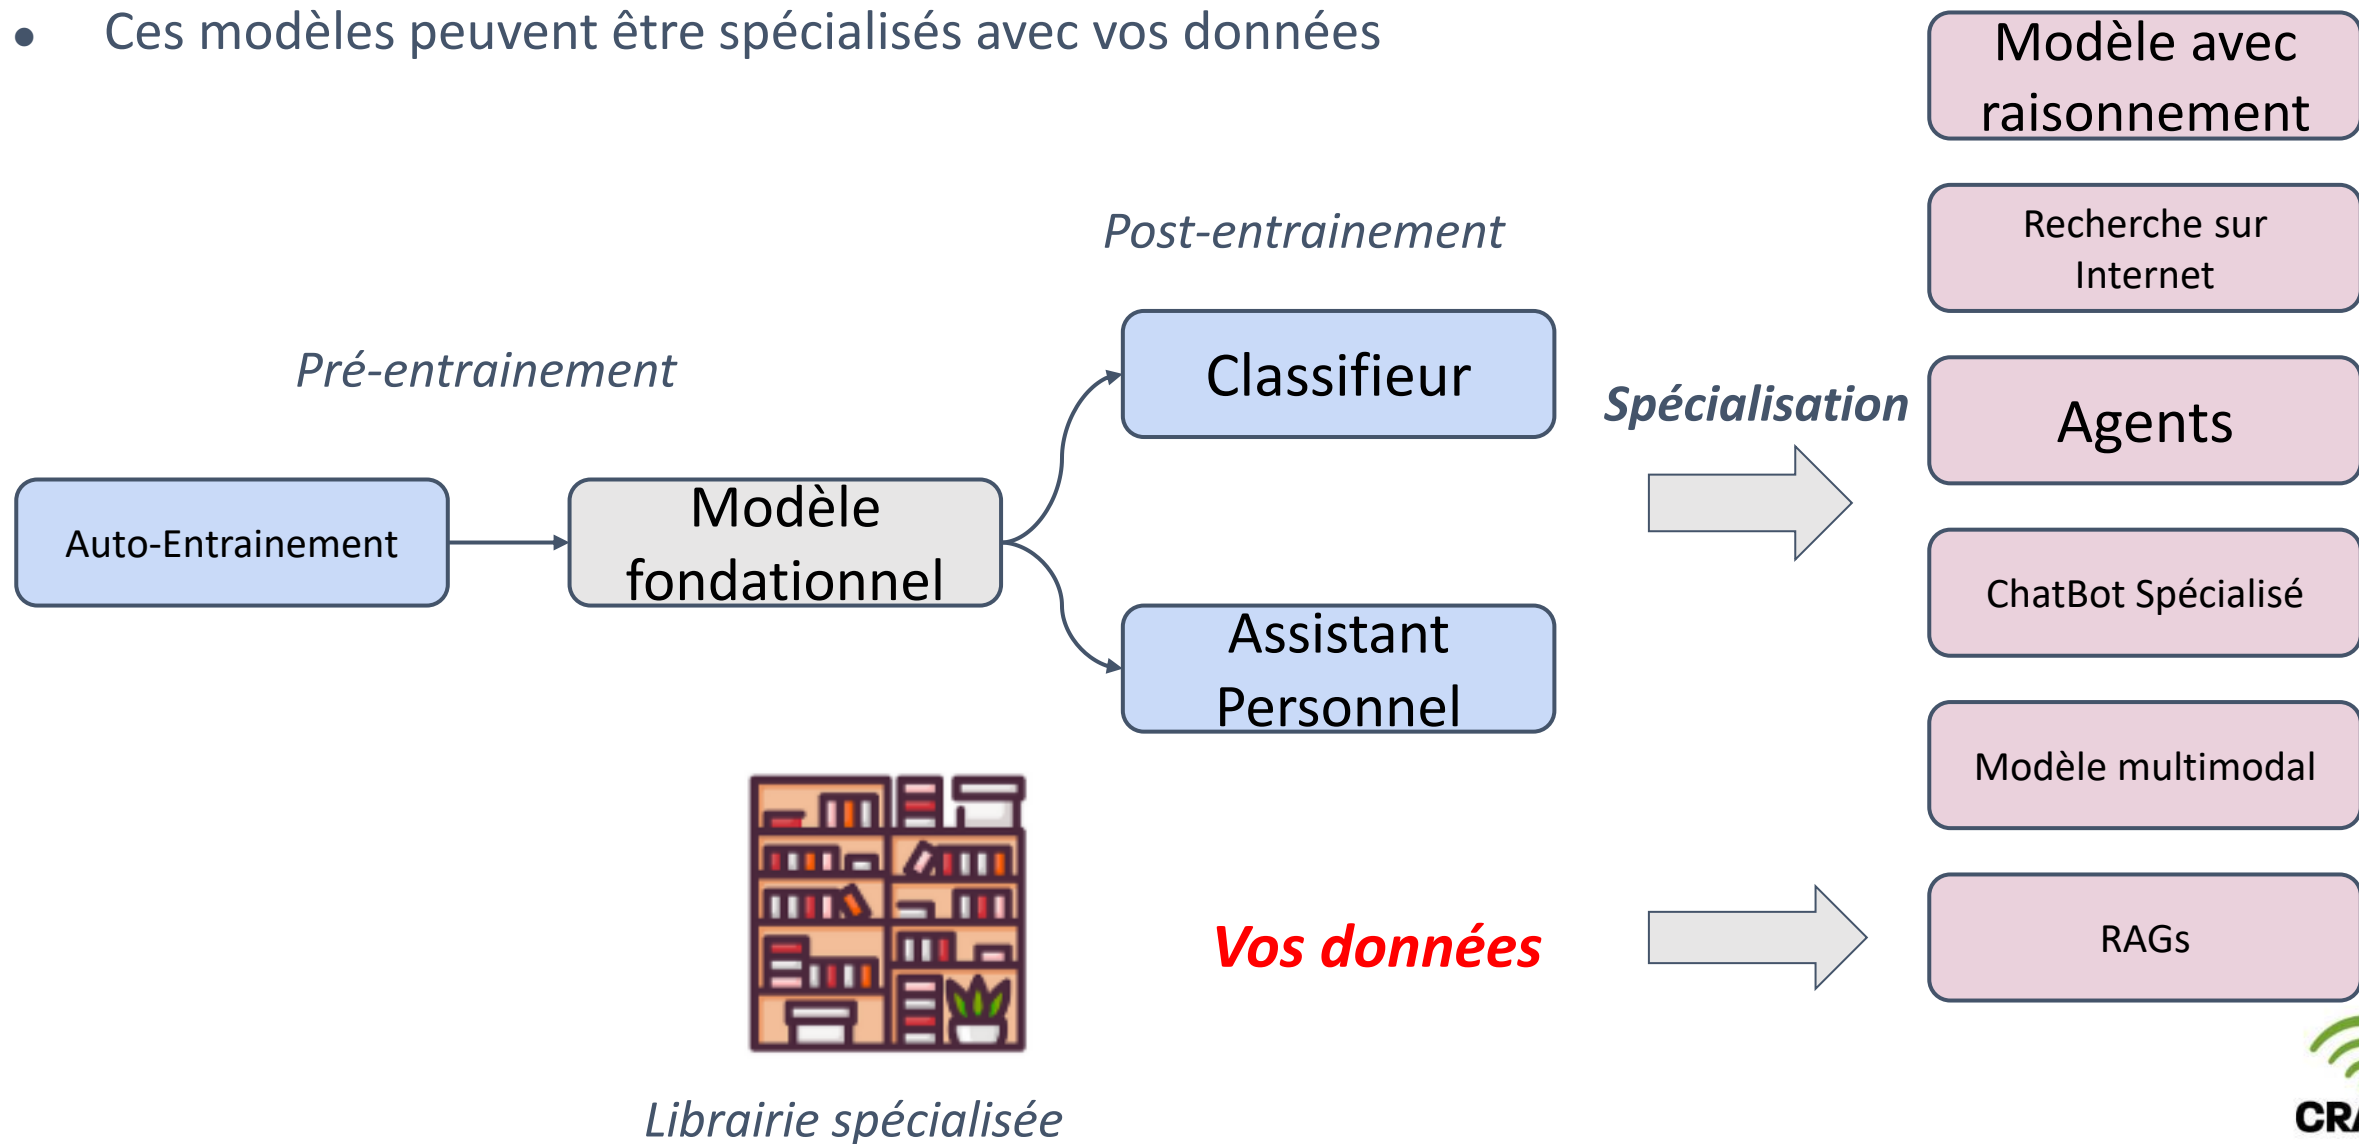 Ces modèles peuvent être spécialisés avec vos données
Modèle avec
raisonnement
Recherche sur
Internet
Post-entrainement
Pré-entrainement
Classifieur
Spécialisation
Agents
Auto-Entrainement
Modèle
fondationnel
ChatBot Spécialisé
Assistant
Personnel
Modèle multimodal
Vos données
RAGs
Librairie spécialisée